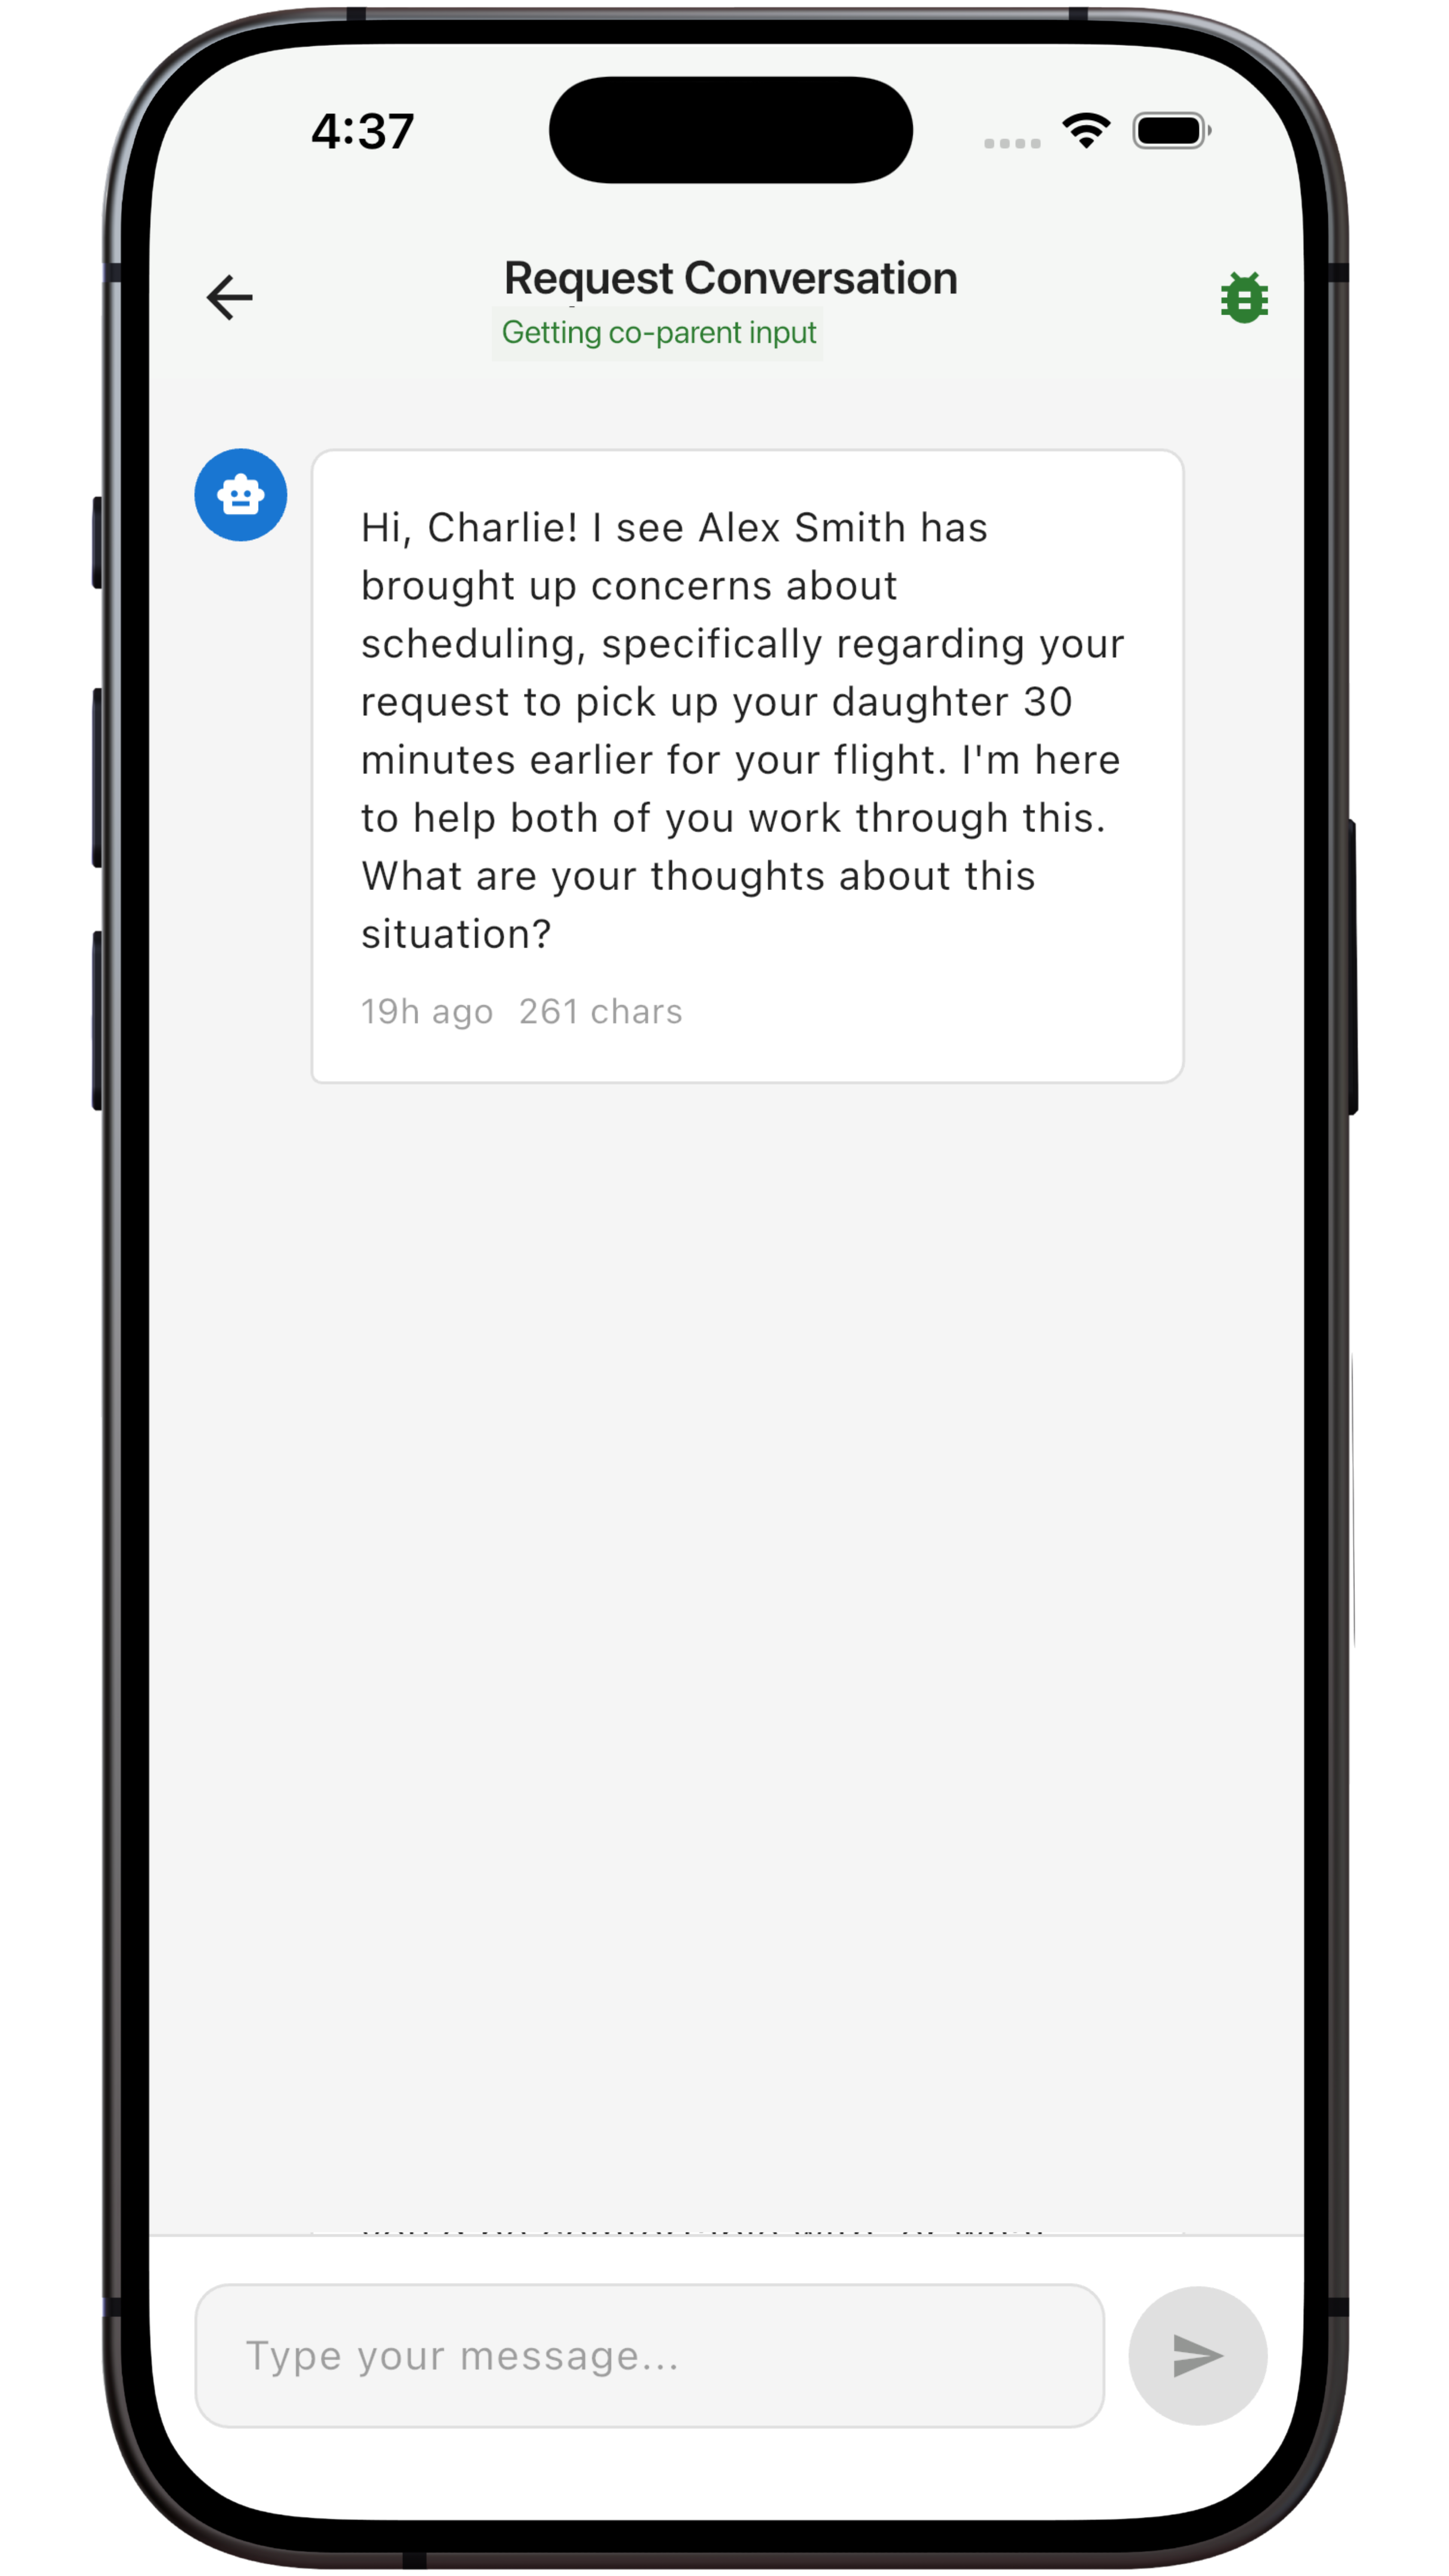 4:37
Request Conversation
Getting co-parent input
Hi, Charlie! I see Alex Smith has
brought up concerns about
scheduling, specifically regarding your
request to pick up your daughter 30
minutes earlier for your flight. I'm here
to help both of you work through this.
What are your thoughts about this
situation?
19h ago 261 chars
Type your message...